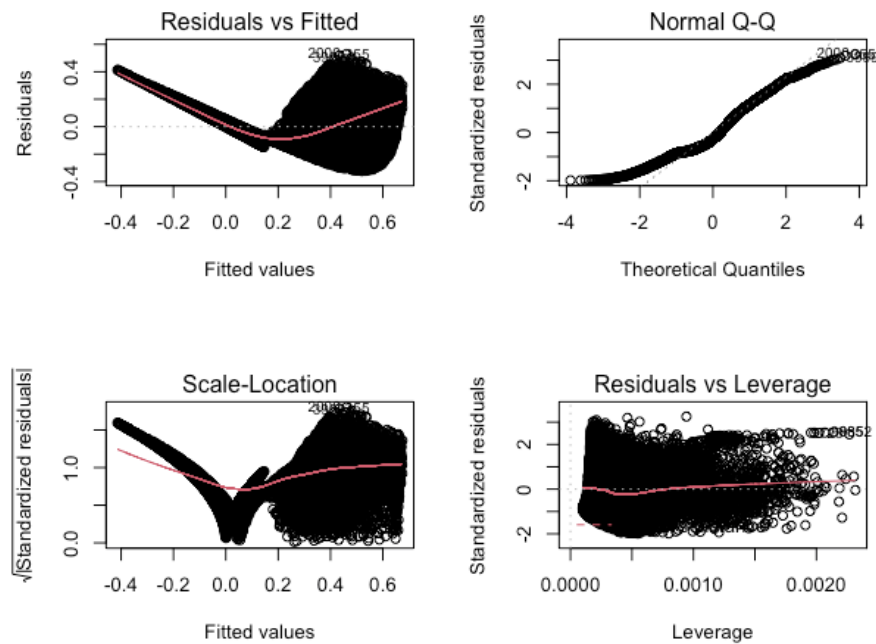 Residuals vs Fitted
Residuals
0.4
0.0
-0.4
-0.4 -0.2 0.0 0.2 0.4 0.6
Fitted values
Normal Q-Q
Standardized residuals
2
0
-2
-4 -2 0 2 4
Theoretical Quantiles
Scale-Location
√|Standardized residuals|
1.0
0.0
-0.4 -0.2 0.0 0.2 0.4 0.6
Fitted values
Residuals vs Leverage
Standardized residuals
2
0
-2
0.0000 0.0010 0.0020
Leverage